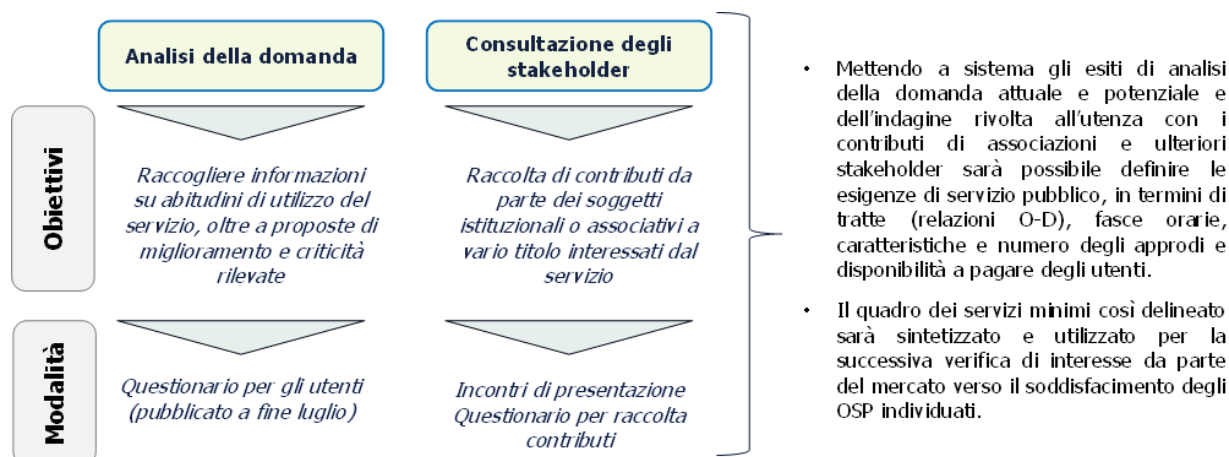 Analisi della domanda
Consultazione degli
stakeholder
Obiettivi
Raccogliere informazioni
su abitudini di utilizzo del
servizio, oltre a proposte di
miglioramento e criticità
rilevate
Raccolta di contributi da
parte dei soggetti
istituzionali o associativi a
vario titolo interessati dal
servizio
Modalità
Questionario per gli utenti
(pubblicato a fine luglio)
Incontri di presentazione
Questionario per raccolta
contributi
• Mettendo a sistema gli esiti di analisi
della domanda attuale e potenziale e
dell'indagine rivolta all'utenza con i
contributi di associazioni e ulteriori
stakeholder sarà possibile definire le
esigenze di servizio pubblico, in termini di
tratte (relazioni O-D), fasce orarie,
caratteristiche e numero degli approdi e
disponibilità a pagare degli utenti.
• Il quadro dei servizi minimi così delineato
sarà sintetizzato e utilizzato per la
successiva verifica di interesse da parte
del mercato verso il soddisfacimento degli
OSP individuati.